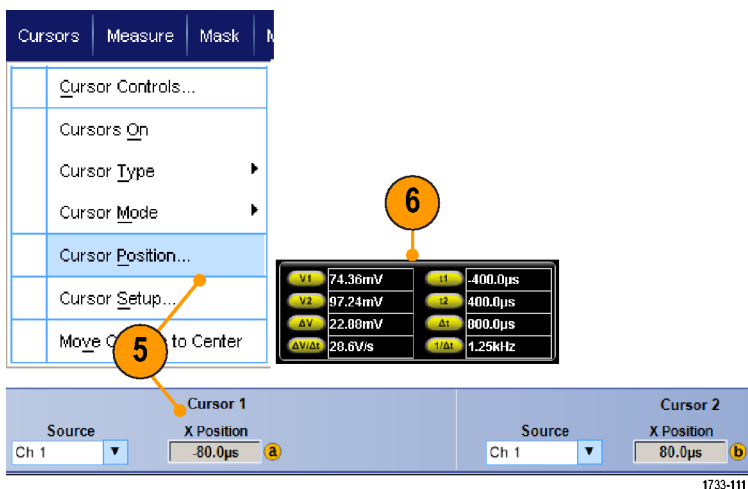 Cursors Measure Mask
Cursor Controls...
Cursors On
Cursor Type
Cursor Mode
6
Cursor Position...
V1 74.36mV t1 -400.0µs
Cursor Setup...
V2 97.24mV t2 400.0µs
ΔV 22.88mV Δt 800.0µs
Move to Center
5
ΔV/Δt 28.6V/s 1/Δt 1.25kHz
Cursor 1 Cursor 2
Source X Position Source X Position
Ch 1 -80.0µs a Ch 1 80.0µs b
1733-111